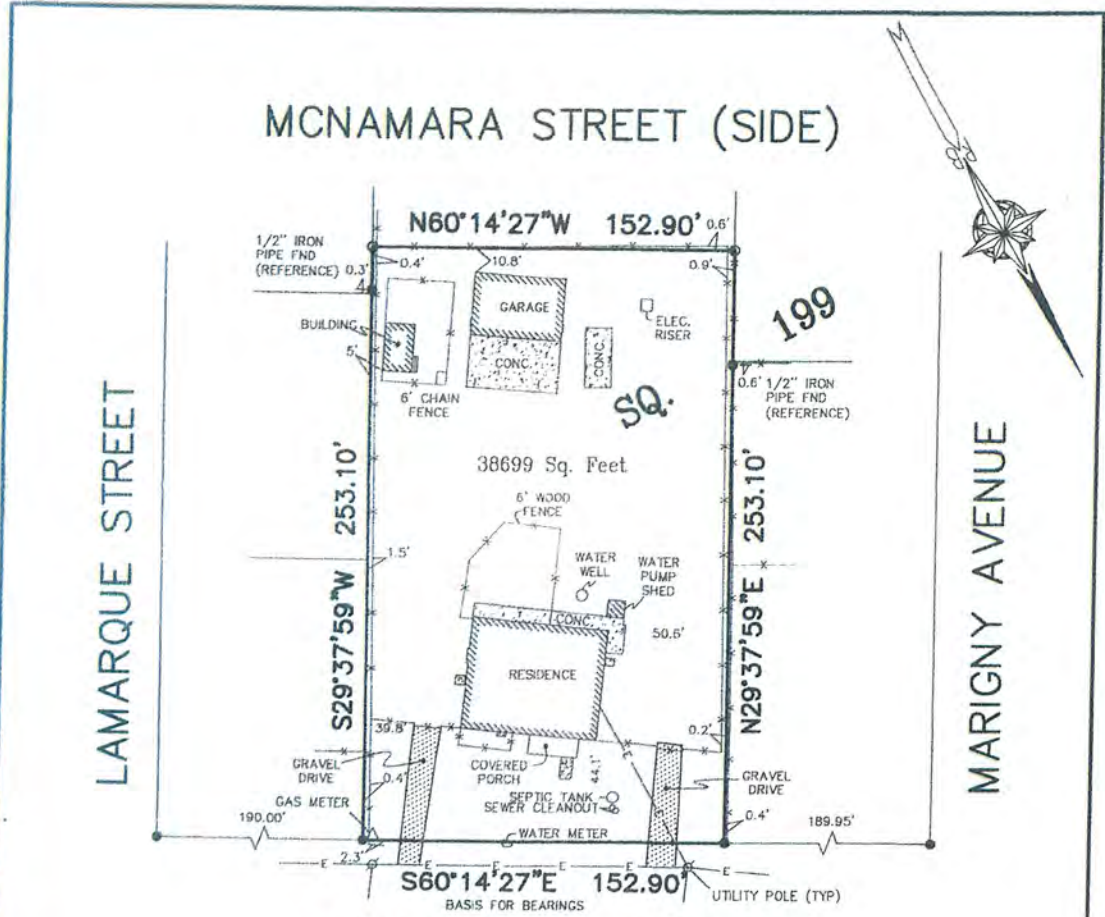 MCNAMARA STREET (SIDE)
N60°14'27"W 152.90'
0.6'
1/2" IRON
PIPE FND
(REFERENCE)
0.3'
0.4'
10.8'
0.9'
GARAGE
BUILDING
ELEC.
RISER
199
CONC.
CONC.
5'
0.6' 1/2" IRON
PIPE FND
(REFERENCE)
6' CHAIN
FENCE
SQ.
LAMARQUE STREET
S29°37'59"W 253.10'
38699 Sq. Feet
N29°37'59"E 253.10'
MARIGNY AVENUE
6' WOOD
FENCE
1.5'
WATER
WELL
WATER
PUMP
SHED
CONC.
50.6'
RESIDENCE
39.8'
0.2'
GRAVEL
DRIVE
COVERED
PORCH
44.1'
GRAVEL
DRIVE
0.4'
SEPTIC TANK
SEWER CLEANOUT
GAS METER
190.00'
WATER METER
0.4'
189.95'
2.3'
E E E E E E
S60°14'27"E 152.90'
UTILITY POLE (TYP)
BASIS FOR BEARINGS